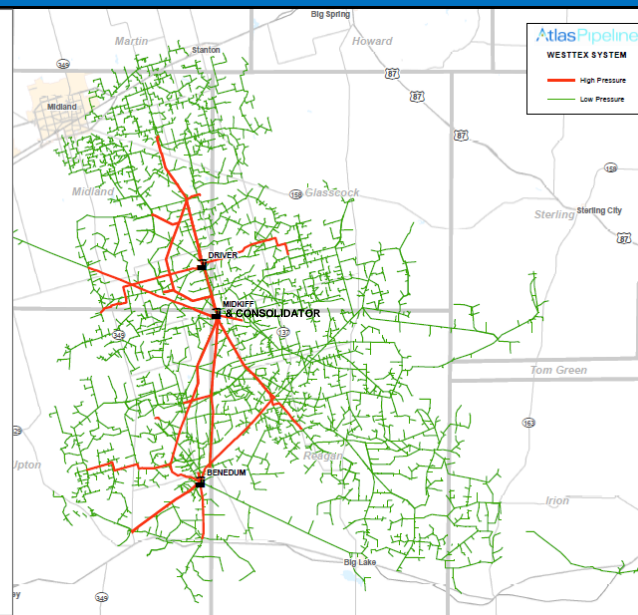 Big Spring
Martin
Howard
AtlasPipeline
Stanton
WESTTEX SYSTEM
349
87
High Pressure
87
Low Pressure
Midland
87
158
Midland
158
Glasscock
Sterling
Sterling City
87
DRIVER
MIDKIFF
& CONSOLIDATOR
349
137
Tom Green
163
Upton
Reagan
BENEDUM
Irion
Big Lake
ey
349